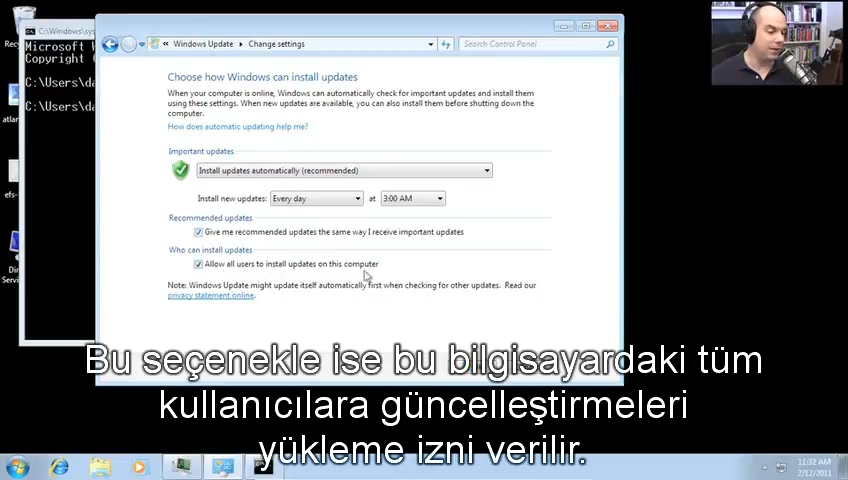 Recy
C:\Windows\sys
Microsoft W
Copyright (
C:\Users\da
C:\Users\da
atlan
efs-
Dir
Servic
Windows Update
Change settings
Search Control Panel
Choose how Windows can install updates
When your computer is online, Windows can automatically check for important updates and install them
using these settings. When new updates are available, you can also install them before shutting down the
computer.
How does automatic updating help me?
Important updates
Install updates automatically (recommended)
Install new updates: Every day at 3:00 AM
Recommended updates
Give me recommended updates the same way I receive important updates
Who can install updates
Allow all users to install updates on this computer
Note: Windows Update might update itself automatically first when checking for other updates. Read our
privacy statement online.
Bu seçenekle ise bu bilgisayardaki tüm
kullanıcılara güncelleştirmeleri
yükleme izni verilir.
11:32 AM
2/12/2011